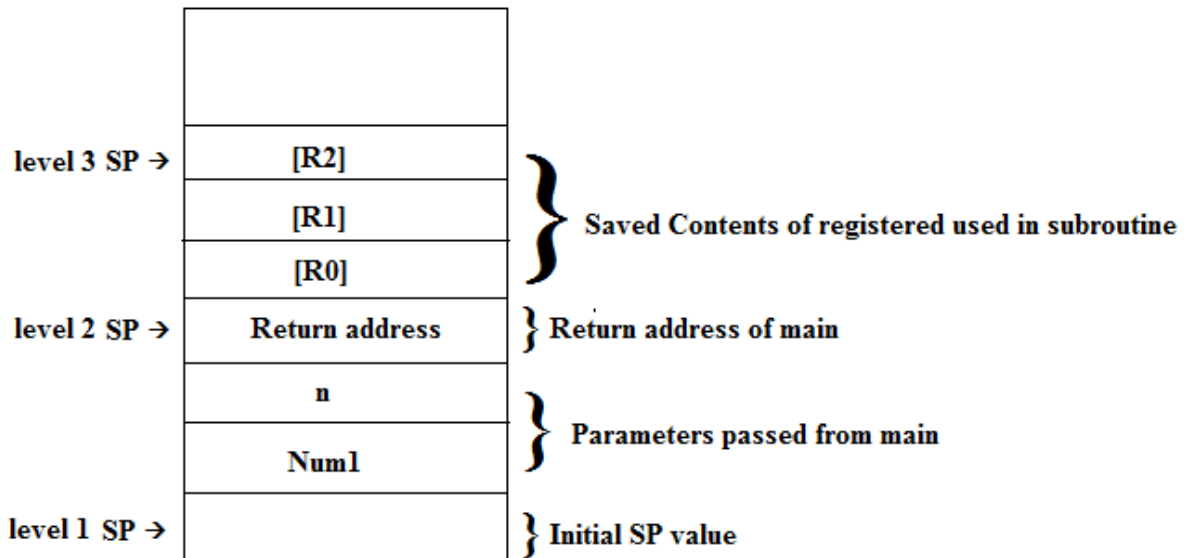 level 3 SP → [R2]
[R1]
Saved Contents of registered used in subroutine
[R0]
level 2 SP → Return address } Return address of main
n
Parameters passed from main
Num1
level 1 SP → } Initial SP value